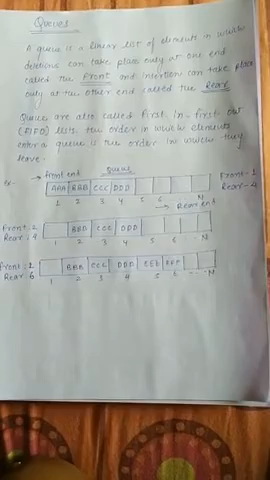 Queues
A queue is a linear list of elements in which
deletions can take place only at one end
called the Front and insertion can take place
only at the other end called the Rear
Queue are also called First in-first out
(FIFO) lists. the order in which elements
enter a queue is the order in which they
leave.
ex- front end Queue
AAA BBB CCC DDD Front-1
1 2 3 4 5 6 N Rear-4
Rear end
Front: 2 BBB CCC DDD
Rear: 4 1 2 3 4 5 6 N
Front: 2 BBB CCC DDD EEE FFF
Rear 6 1 2 3 4 5 6 N